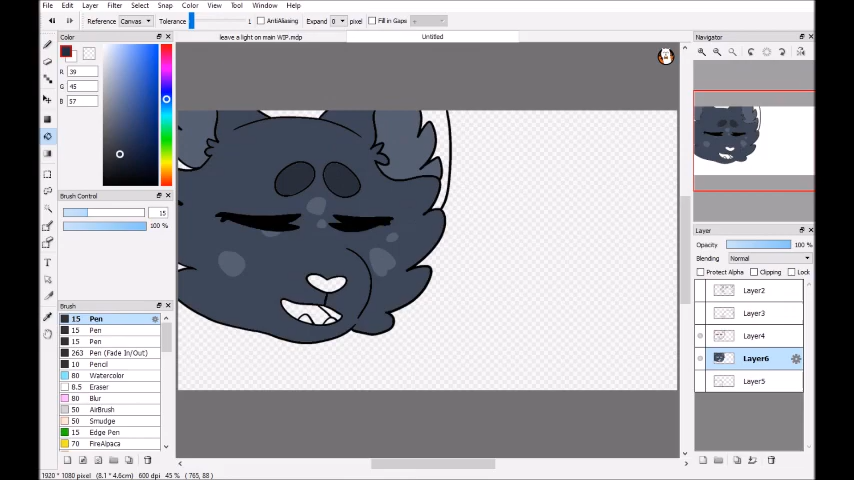 File Edit Layer Filter Select Snap Color View Tool Window Help
Reference Canvas Tolerance 1 AntiAliasing Expand 0 pixel Fill in Gaps
leave a light on main WIP.mdp Untitled
Color
R 39
G 45
B 57
Brush Control
15
100 %
Brush
15 Pen
15 Pen
15 Pen
263 Pen (Fade In/Out)
10 Pencil
50 Watercolor
8.5 Eraser
50 Blur
50 AirBrush
50 Smudge
15 Edge Pen
70 FireAlpaca
1920 * 1080 pixel (8.1 * 4.6cm) 600 dpi 45 % ( 765, 88 )
Navigator
Layer
Opacity 100 %
Blending Normal
Protect Alpha Clipping Lock
Layer2
Layer3
Layer4
Layer6
Layer5